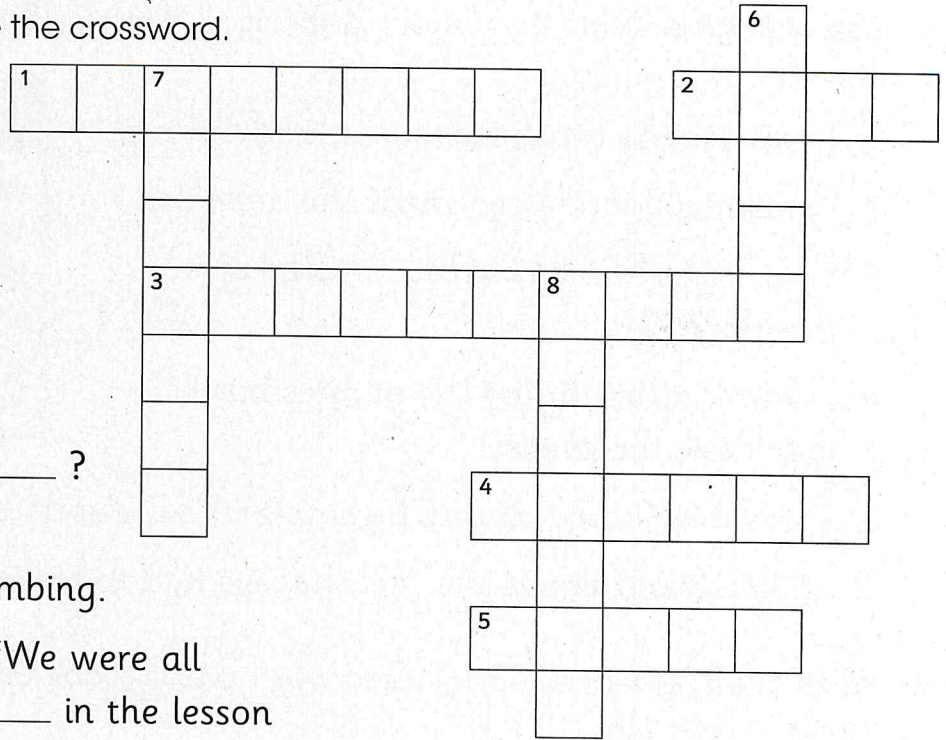 the crossword.
6
1 7 2
3 8
?
4
mbing.
5
"We were all
in the lesson